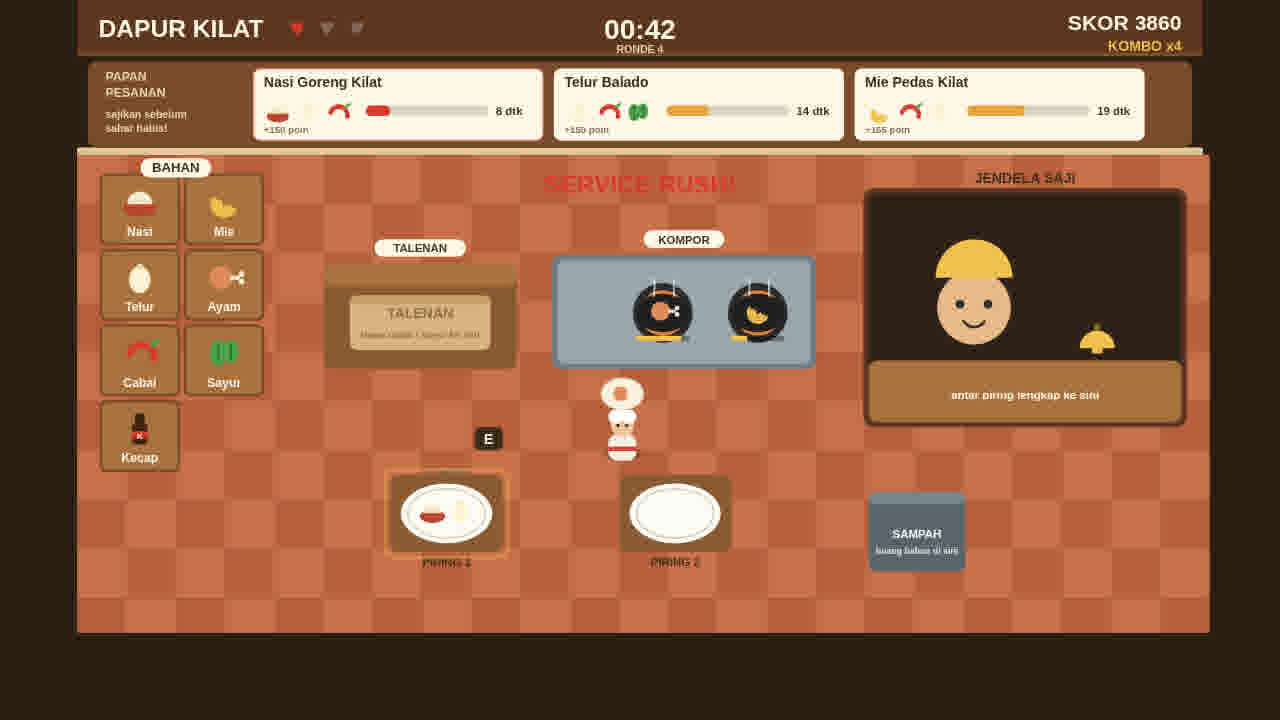 DAPUR KILAT
00:42
RONDE 4
SKOR 3860
KOMBO x4
PAPAN
PESANAN
sajikan sebelum
sabar habis!
Nasi Goreng Kilat
8 dtk
+150 poin
Telur Balado
14 dtk
+150 poin
Mie Pedas Kilat
19 dtk
+165 poin
BAHAN
Nasi
Mie
Telur
Ayam
Cabai
Sayur
Kecap
K
SERVICE RUSH!
TALENAN
TALENAN
KOMPOR
JENDELA SAJI
antar piring lengkap ke sini
E
PIRING 1
PIRING 2
SAMPAH
buang bahan di sini